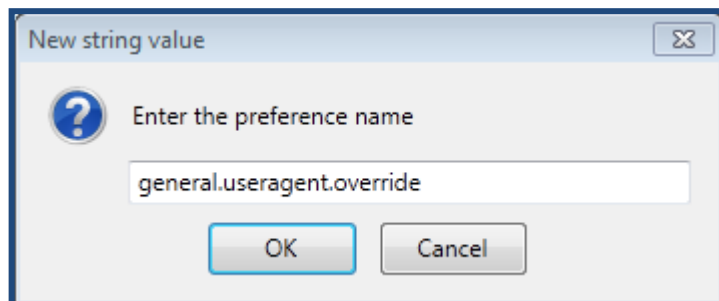 New string value
Enter the preference name
general.useragent.override
OK Cancel